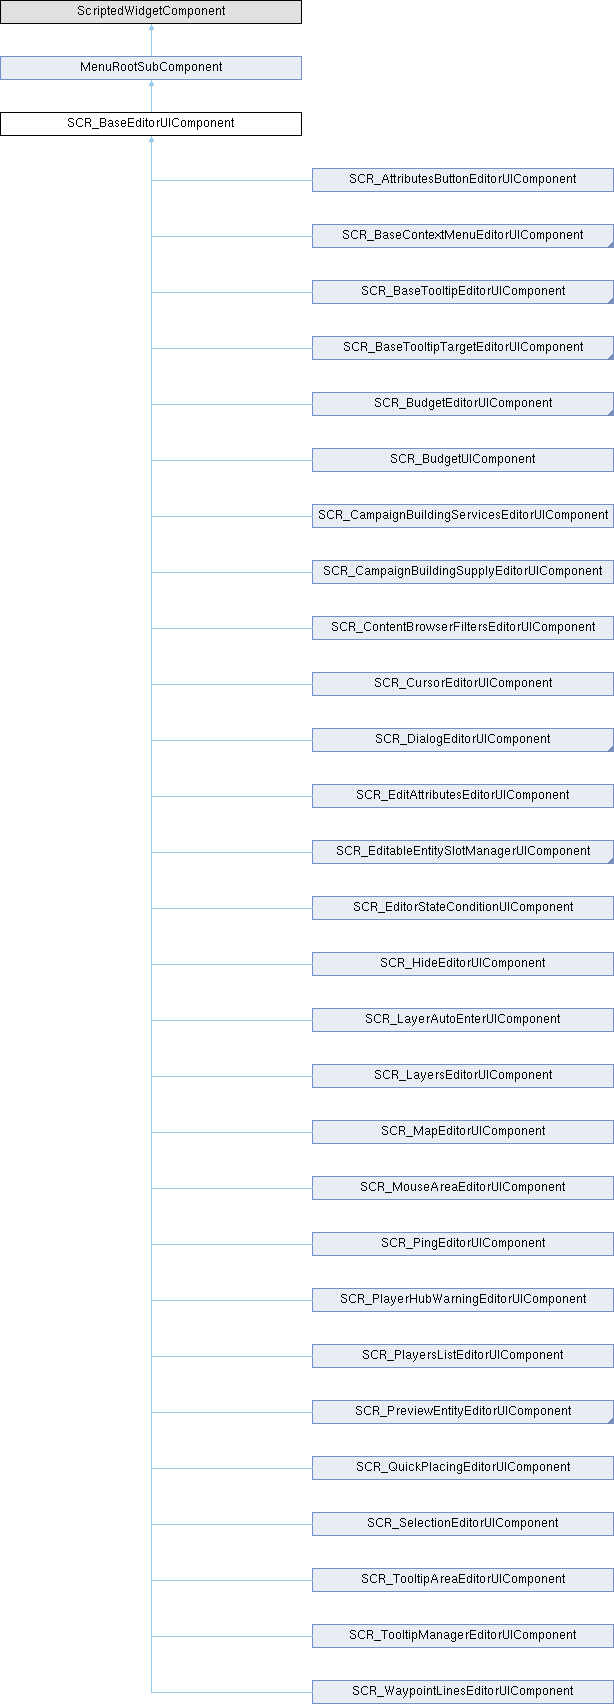 ScriptedWidgetComponent
MenuRootSubComponent
SCR_BaseEditorUIComponent
SCR_AttributesButtonEditorUIComponent
SCR_BaseContextMenuEditorUIComponent
SCR_BaseTooltipEditorUIComponent
SCR_BaseTooltipTargetEditorUIComponent
SCR_BudgetEditorUIComponent
SCR_BudgetUIComponent
SCR_CampaignBuildingServicesEditorUIComponent
SCR_CampaignBuildingSupplyEditorUIComponent
SCR_ContentBrowserFiltersEditorUIComponent
SCR_CursorEditorUIComponent
SCR_DialogEditorUIComponent
SCR_EditAttributesEditorUIComponent
SCR_EditableEntitySlotManagerUIComponent
SCR_EditorStateConditionUIComponent
SCR_HideEditorUIComponent
SCR_LayerAutoEnterUIComponent
SCR_LayersEditorUIComponent
SCR_MapEditorUIComponent
SCR_MouseAreaEditorUIComponent
SCR_PingEditorUIComponent
SCR_PlayerHubWarningEditorUIComponent
SCR_PlayersListEditorUIComponent
SCR_PreviewEntityEditorUIComponent
SCR_QuickPlacingEditorUIComponent
SCR_SelectionEditorUIComponent
SCR_TooltipAreaEditorUIComponent
SCR_TooltipManagerEditorUIComponent
SCR_WaypointLinesEditorUIComponent